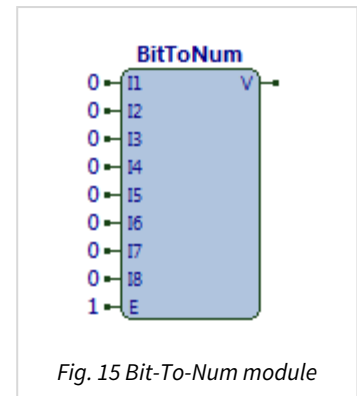 BitToNum
0 I1 V
0 I2
0 I3
0 I4
0 I5
0 I6
0 I7
0 I8
1 E
Fig. 15 Bit-To-Num module